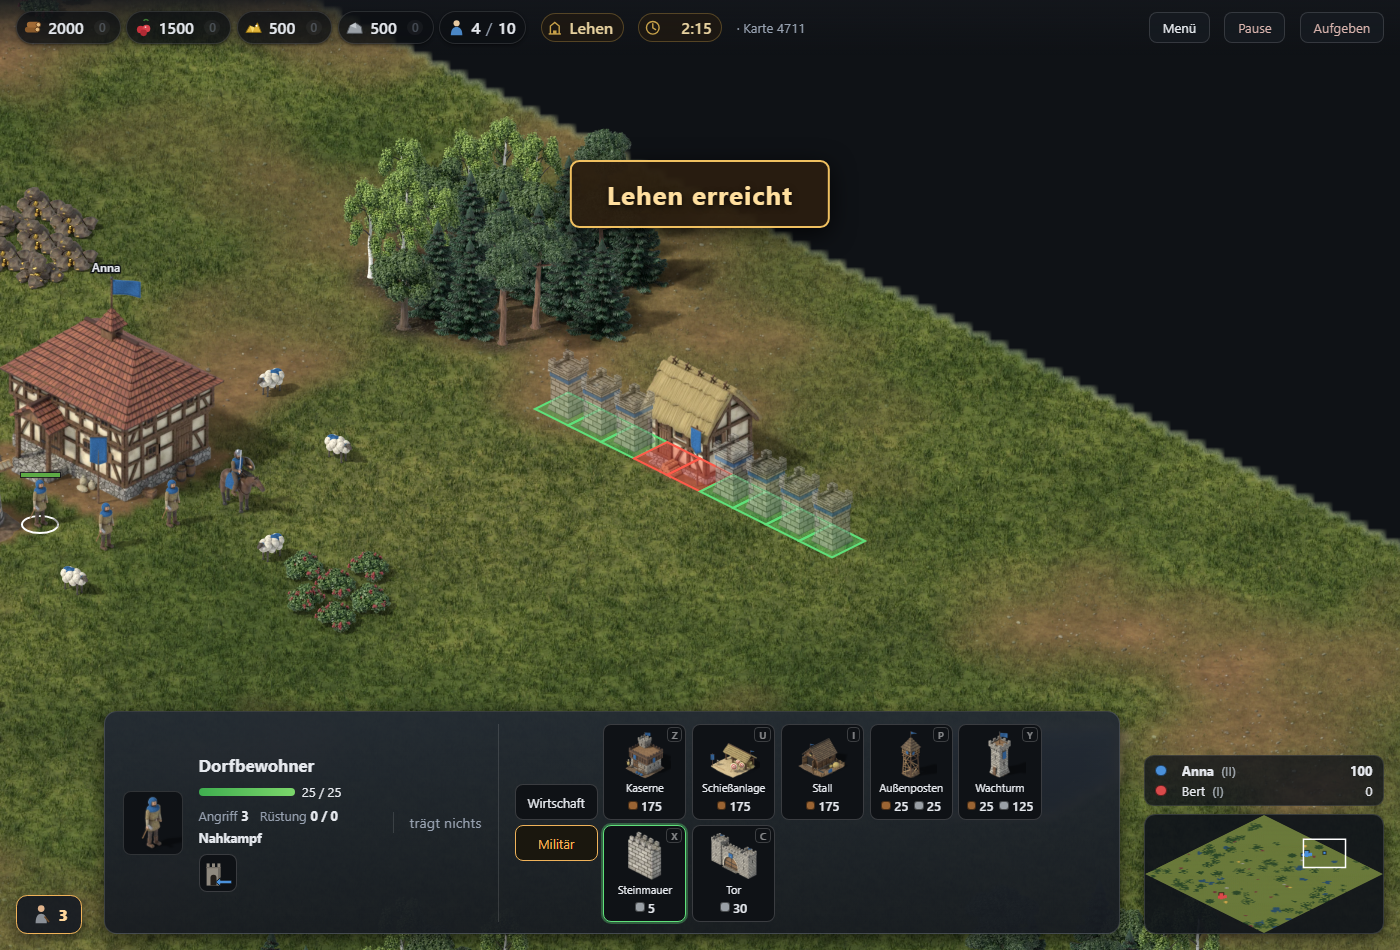 2000 0
1500 0
500 0
500 0
4 / 10
Lehen
2:15
· Karte 4711
Menü
Pause
Aufgeben
Lehen erreicht
Anna
Dorfbewohner
25 / 25
Angriff 3 Rüstung 0 / 0
Nahkampf
trägt nichts
Wirtschaft
Militär
Z
Kaserne
175
U
Schießanlage
175
I
Stall
175
P
Außenposten
25 25
Y
Wachturm
25 125
X
Steinmauer
5
C
Tor
30
Anna (II) 100
Bert (I) 0
3